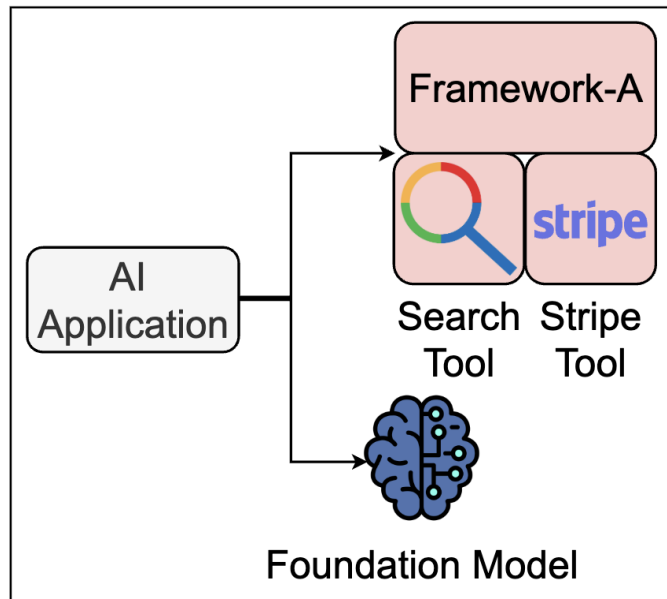 Framework-A
stripe
AI
Application
Search Stripe
Tool Tool
Foundation Model